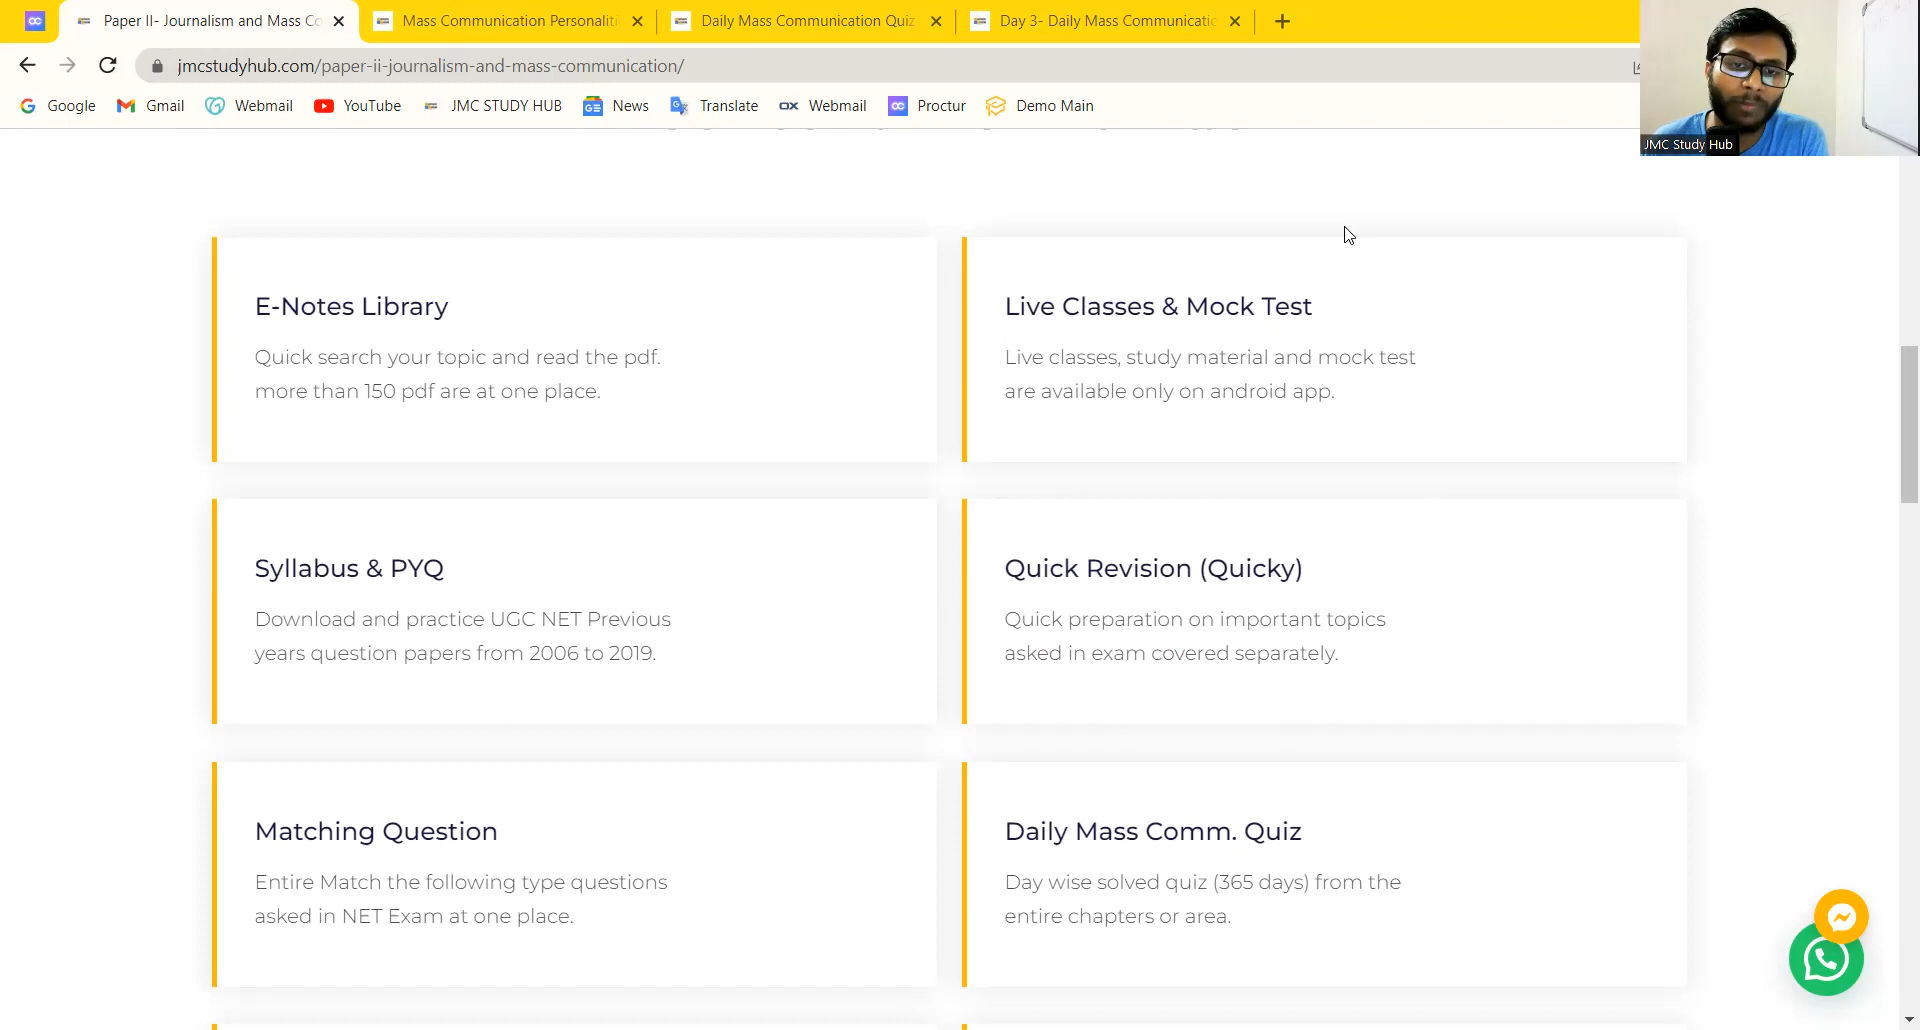 Paper II- Journalism and Mass Co
Mass Communication Personaliti
Daily Mass Communication Quiz
Day 3- Daily Mass Communicatio
jmcstudyhub.com/paper-ii-journalism-and-mass-communication/
Google
Gmail
Webmail
YouTube
JMC STUDY HUB
News
Translate
Webmail
Proctur
Demo Main
JMC Study Hub
E-Notes Library
Quick search your topic and read the pdf.
more than 150 pdf are at one place.
Live Classes & Mock Test
Live classes, study material and mock test
are available only on android app.
Syllabus & PYQ
Download and practice UGC NET Previous
years question papers from 2006 to 2019.
Quick Revision (Quicky)
Quick preparation on important topics
asked in exam covered separately.
Matching Question
Entire Match the following type questions
asked in NET Exam at one place.
Daily Mass Comm. Quiz
Day wise solved quiz (365 days) from the
entire chapters or area.